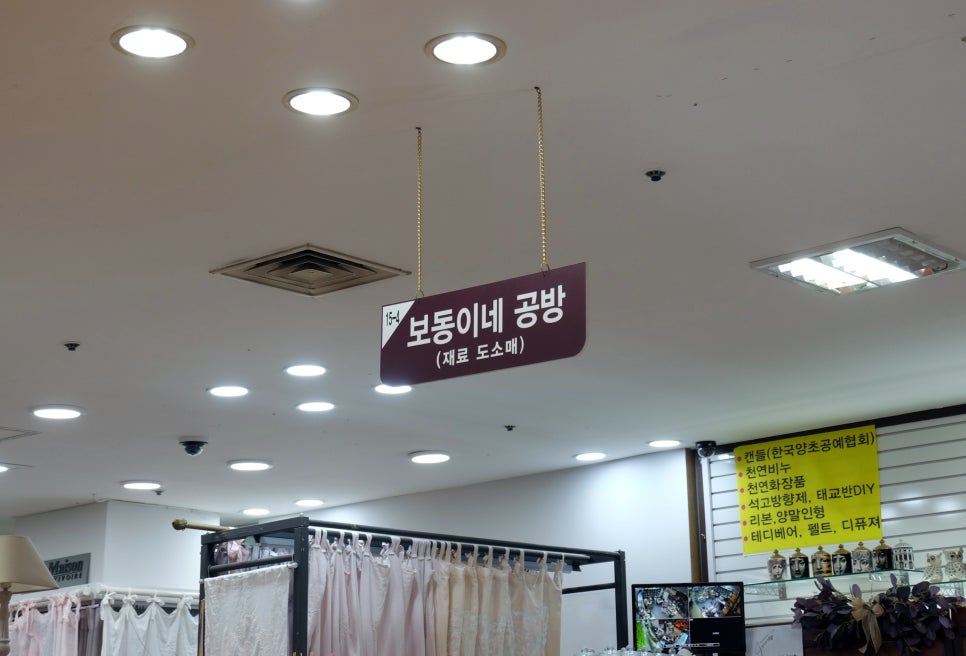 15-4
보동이네 공방
(재료 도소매)
캔들(한국양초공예협회)
천연비누
천연화장품
석고방향제, 태교반DIY
리본,양말인형
테디베어, 펠트, 디퓨져
Maison